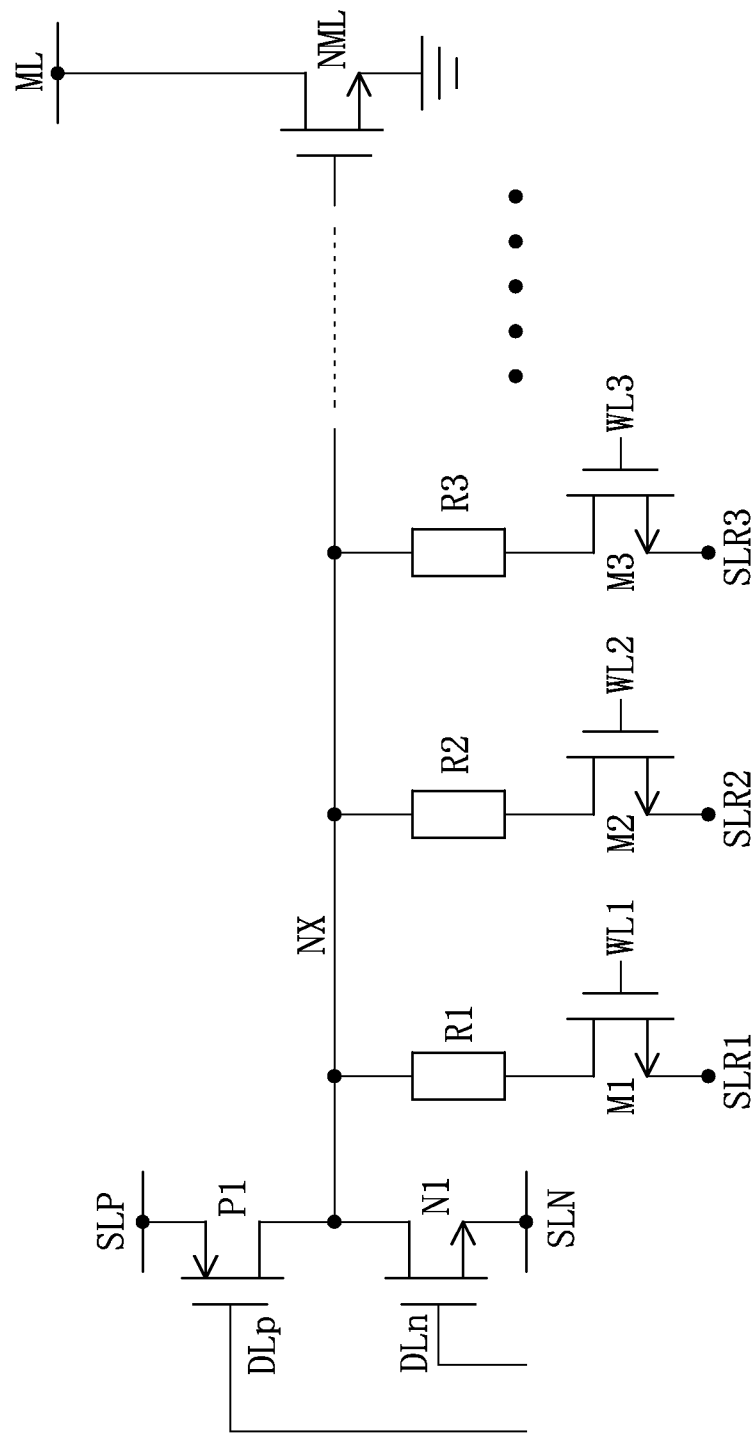 SLP
P1
DLp
N1
DLn
SLN
NX
R1
M1
WL1
SLR1
R2
M2
WL2
SLR2
R3
M3
WL3
SLR3
ML
NML